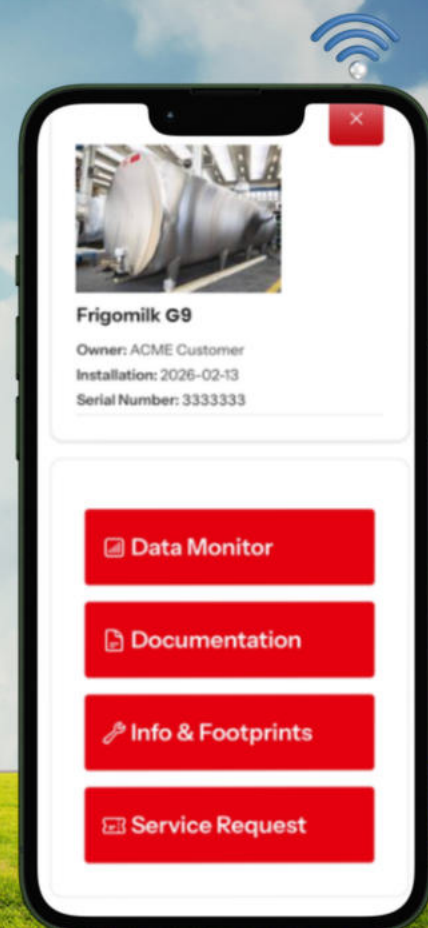 Frigomilk G9
Owner: ACME Customer
Installation: 2026-02-13
Serial Number: 3333333
Data Monitor
Documentation
Info & Footprints
Service Request